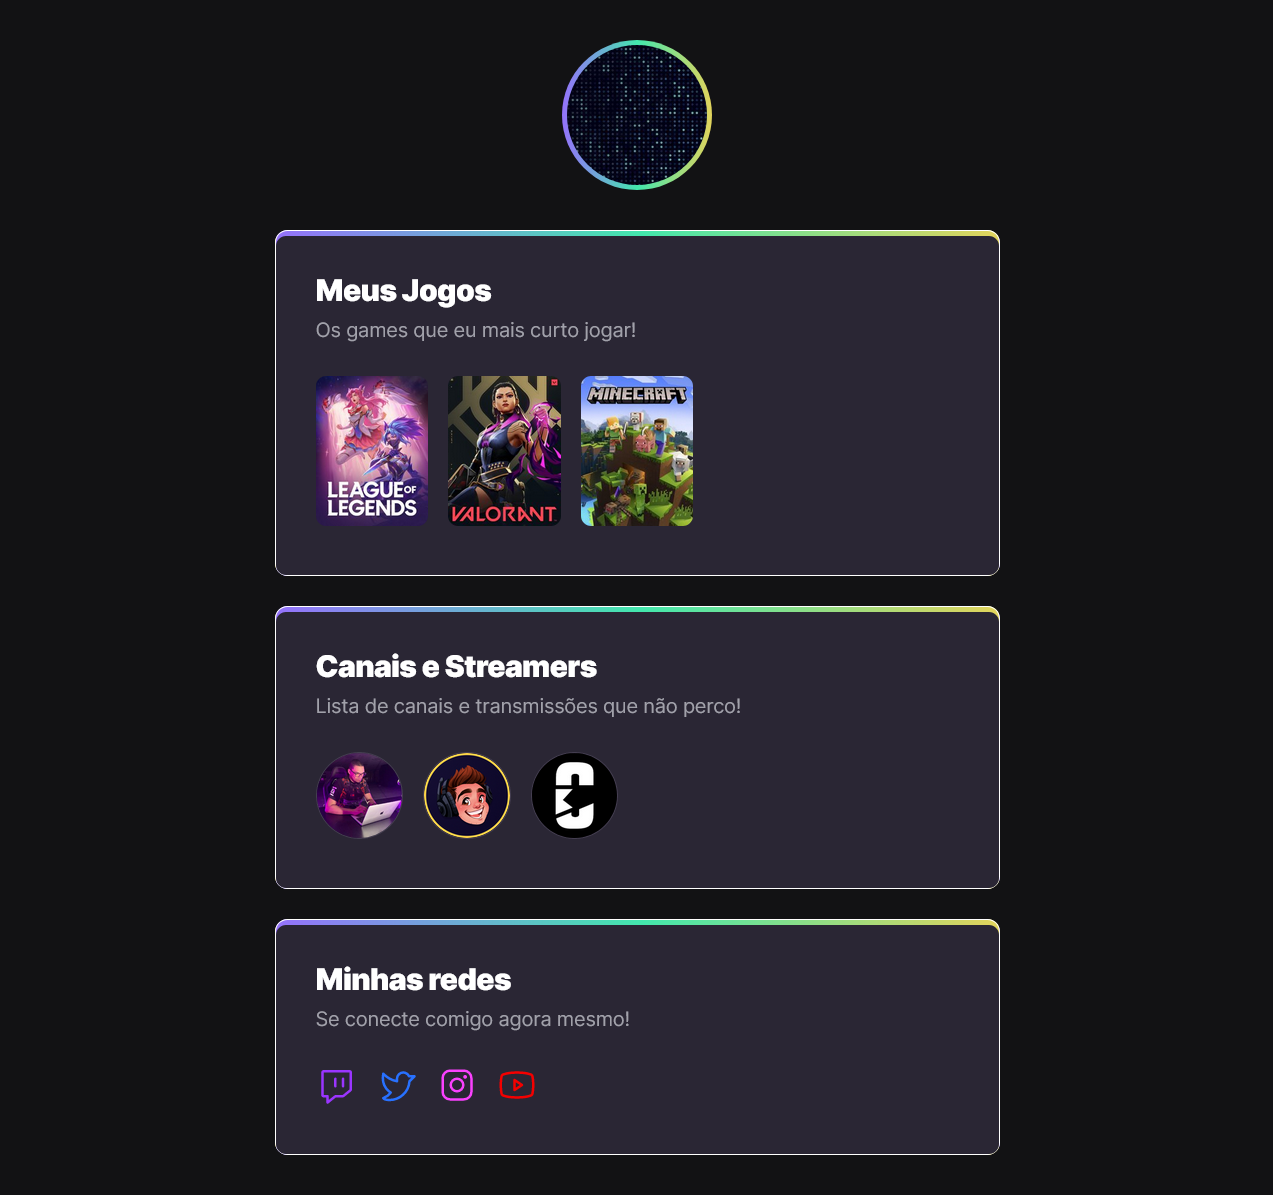 Meus Jogos
Os games que eu mais curto jogar!
LEAGUE OF
LEGENDS
VALORANT
MINECRAFT
Canais e Streamers
Lista de canais e transmissões que não perco!
Minhas redes
Se conecte comigo agora mesmo!